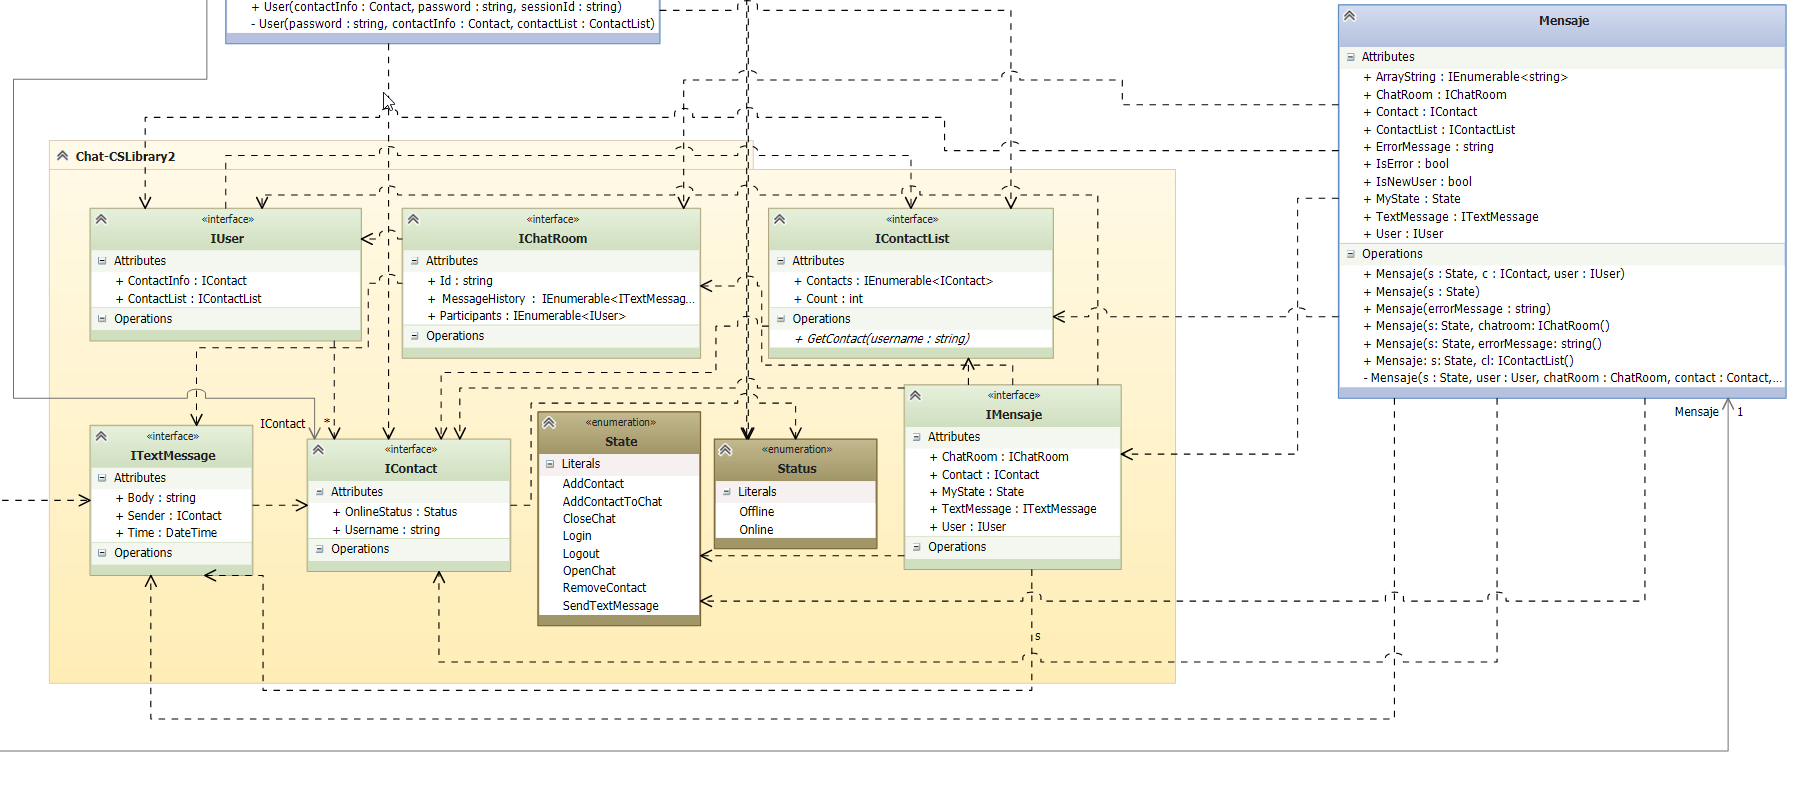 + User(contactInfo : Contact, password : string, sessionId : string)
- User(password : string, contactInfo : Contact, contactList : ContactList)
Mensaje
Attributes
+ ArrayString : IEnumerable<string>
+ ChatRoom : IChatRoom
+ Contact : IContact
+ ContactList : IContactList
+ ErrorMessage : string
+ IsError : bool
+ IsNewUser : bool
+ MyState : State
+ TextMessage : ITextMessage
+ User : IUser
Operations
+ Mensaje(s : State, c : IContact, user : IUser)
+ Mensaje(s : State)
+ Mensaje(errorMessage : string)
+ Mensaje(s: State, chatroom: IChatRoom()
+ Mensaje(s: State, errorMessage: string()
+ Mensaje: s: State, cl: IContactList()
- Mensaje(s : State, user : User, chatRoom : ChatRoom, contact : Contact,...
Mensaje 1
Chat-CSLibrary2
«interface»
IUser
Attributes
+ ContactInfo : IContact
+ ContactList : IContactList
Operations
«interface»
IChatRoom
Attributes
+ Id : string
+ MessageHistory : IEnumerable<ITextMessag...
+ Participants : IEnumerable<IUser>
Operations
«interface»
IContactList
Attributes
+ Contacts : IEnumerable<IContact>
+ Count : int
Operations
+ GetContact(username : string)
IContact *
«interface»
ITextMessage
Attributes
+ Body : string
+ Sender : IContact
+ Time : DateTime
Operations
«interface»
IContact
Attributes
+ OnlineStatus : Status
+ Username : string
Operations
«enumeration»
State
Literals
AddContact
AddContactToChat
CloseChat
Login
Logout
OpenChat
RemoveContact
SendTextMessage
«enumeration»
Status
Literals
Offline
Online
«interface»
IMensaje
Attributes
+ ChatRoom : IChatRoom
+ Contact : IContact
+ MyState : State
+ TextMessage : ITextMessage
+ User : IUser
Operations
s